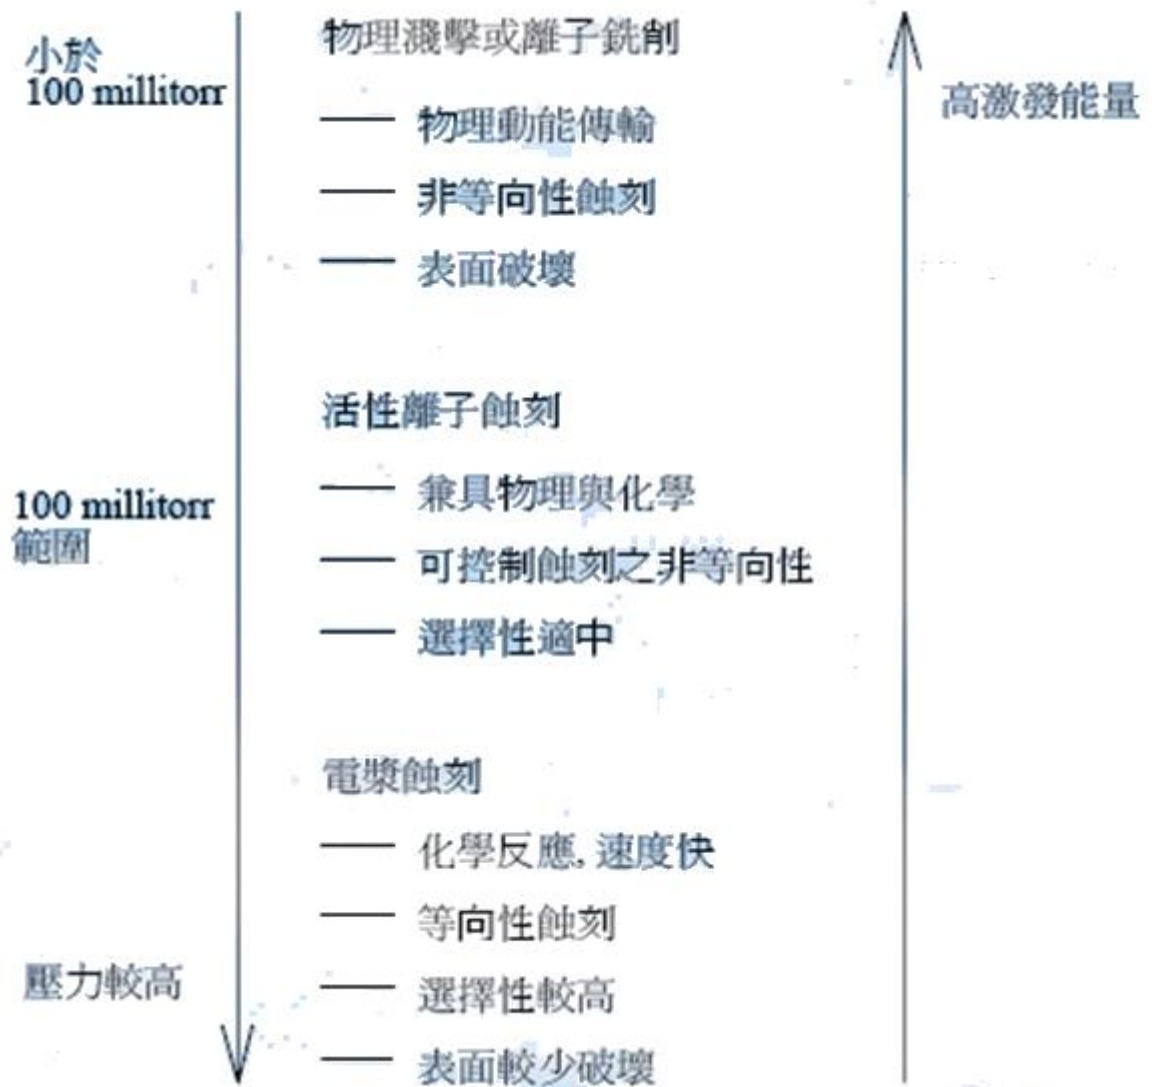 小於
100 millitorr
物理濺擊或離子銑削
物理動能傳輸
非等向性蝕刻
表面破壞
高激發能量
100 millitorr
範圍
活性離子蝕刻
兼具物理與化學
可控制蝕刻之非等向性
選擇性適中
電漿蝕刻
化學反應, 速度快
等向性蝕刻
選擇性較高
表面較少破壞
壓力較高